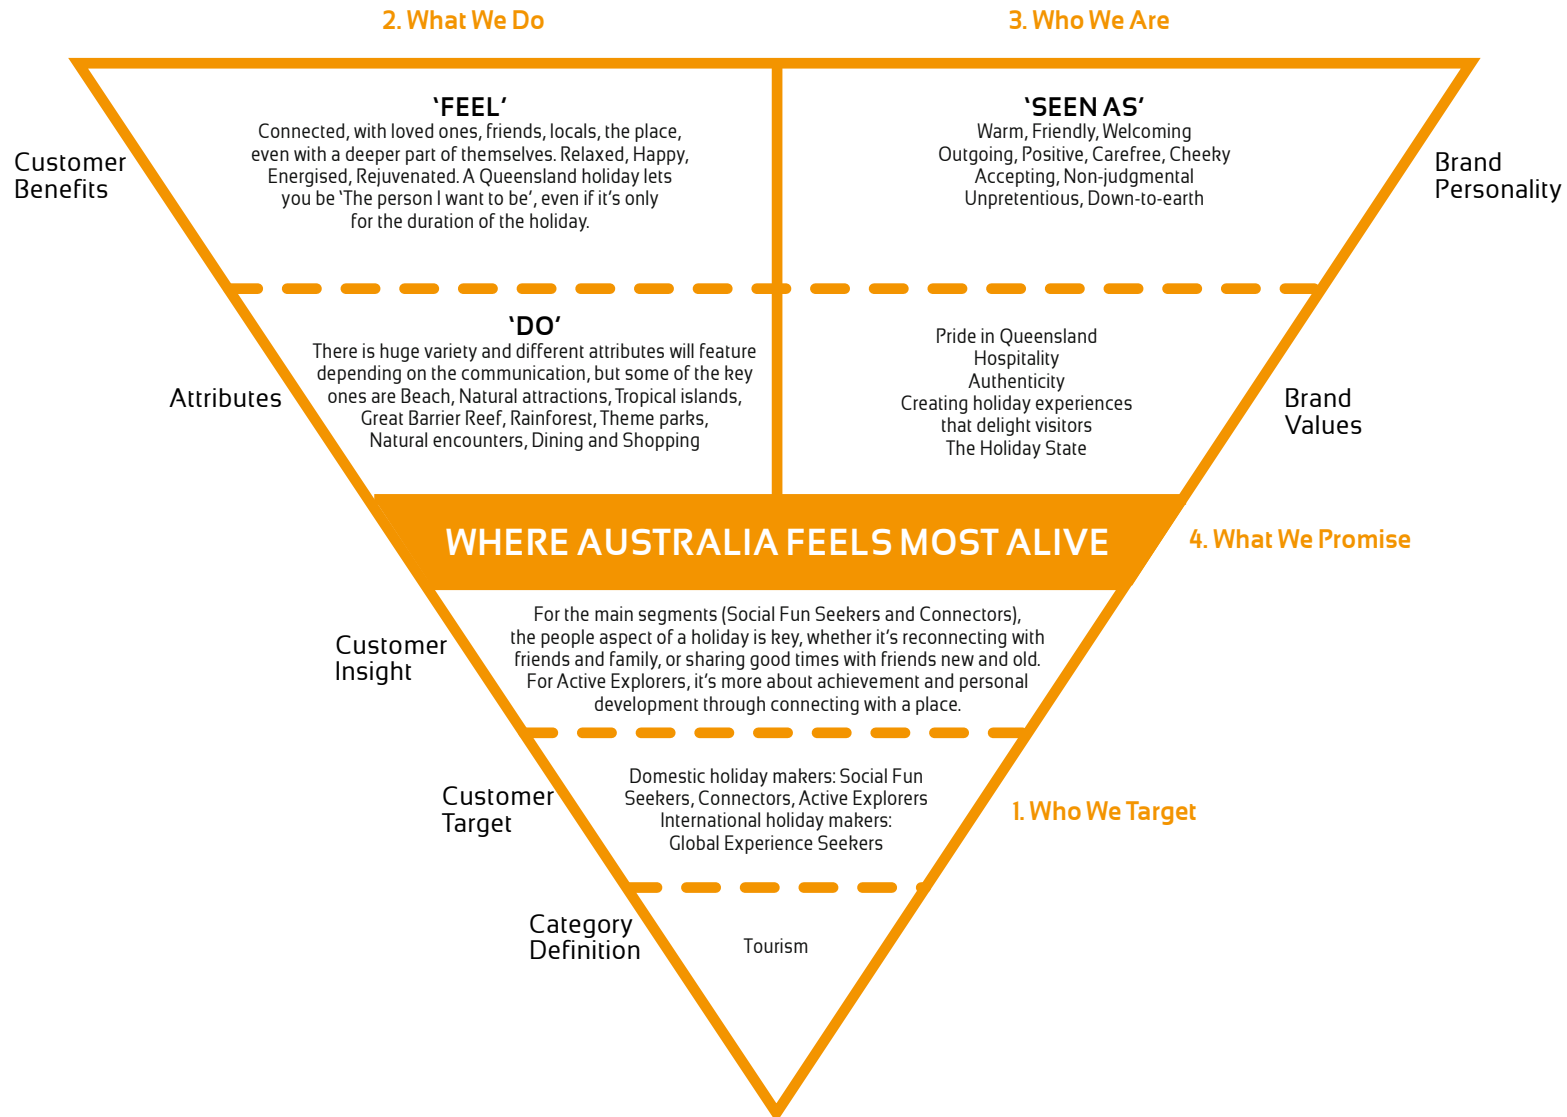 2. What We Do
3. Who We Are
‘FEEL’
Connected, with loved ones, friends, locals, the place,
even with a deeper part of themselves. Relaxed, Happy,
Energised, Rejuvenated. A Queensland holiday lets
you be ‘The person I want to be’, even if it’s only
for the duration of the holiday.
Customer
Benefits
‘SEEN AS’
Warm, Friendly, Welcoming
Outgoing, Positive, Carefree, Cheeky
Accepting, Non-judgmental
Unpretentious, Down-to-earth
Brand
Personality
‘DO’
There is huge variety and different attributes will feature
depending on the communication, but some of the key
ones are Beach, Natural attractions, Tropical islands,
Great Barrier Reef, Rainforest, Theme parks,
Natural encounters, Dining and Shopping
Attributes
Pride in Queensland
Hospitality
Authenticity
Creating holiday experiences
that delight visitors
The Holiday State
Brand
Values
WHERE AUSTRALIA FEELS MOST ALIVE
4. What We Promise
For the main segments (Social Fun Seekers and Connectors),
the people aspect of a holiday is key, whether it’s reconnecting with
friends and family, or sharing good times with friends new and old.
For Active Explorers, it’s more about achievement and personal
development through connecting with a place.
Customer
Insight
Domestic holiday makers: Social Fun
Seekers, Connectors, Active Explorers
International holiday makers:
Global Experience Seekers
Customer
Target
1. Who We Target
Category
Definition
Tourism